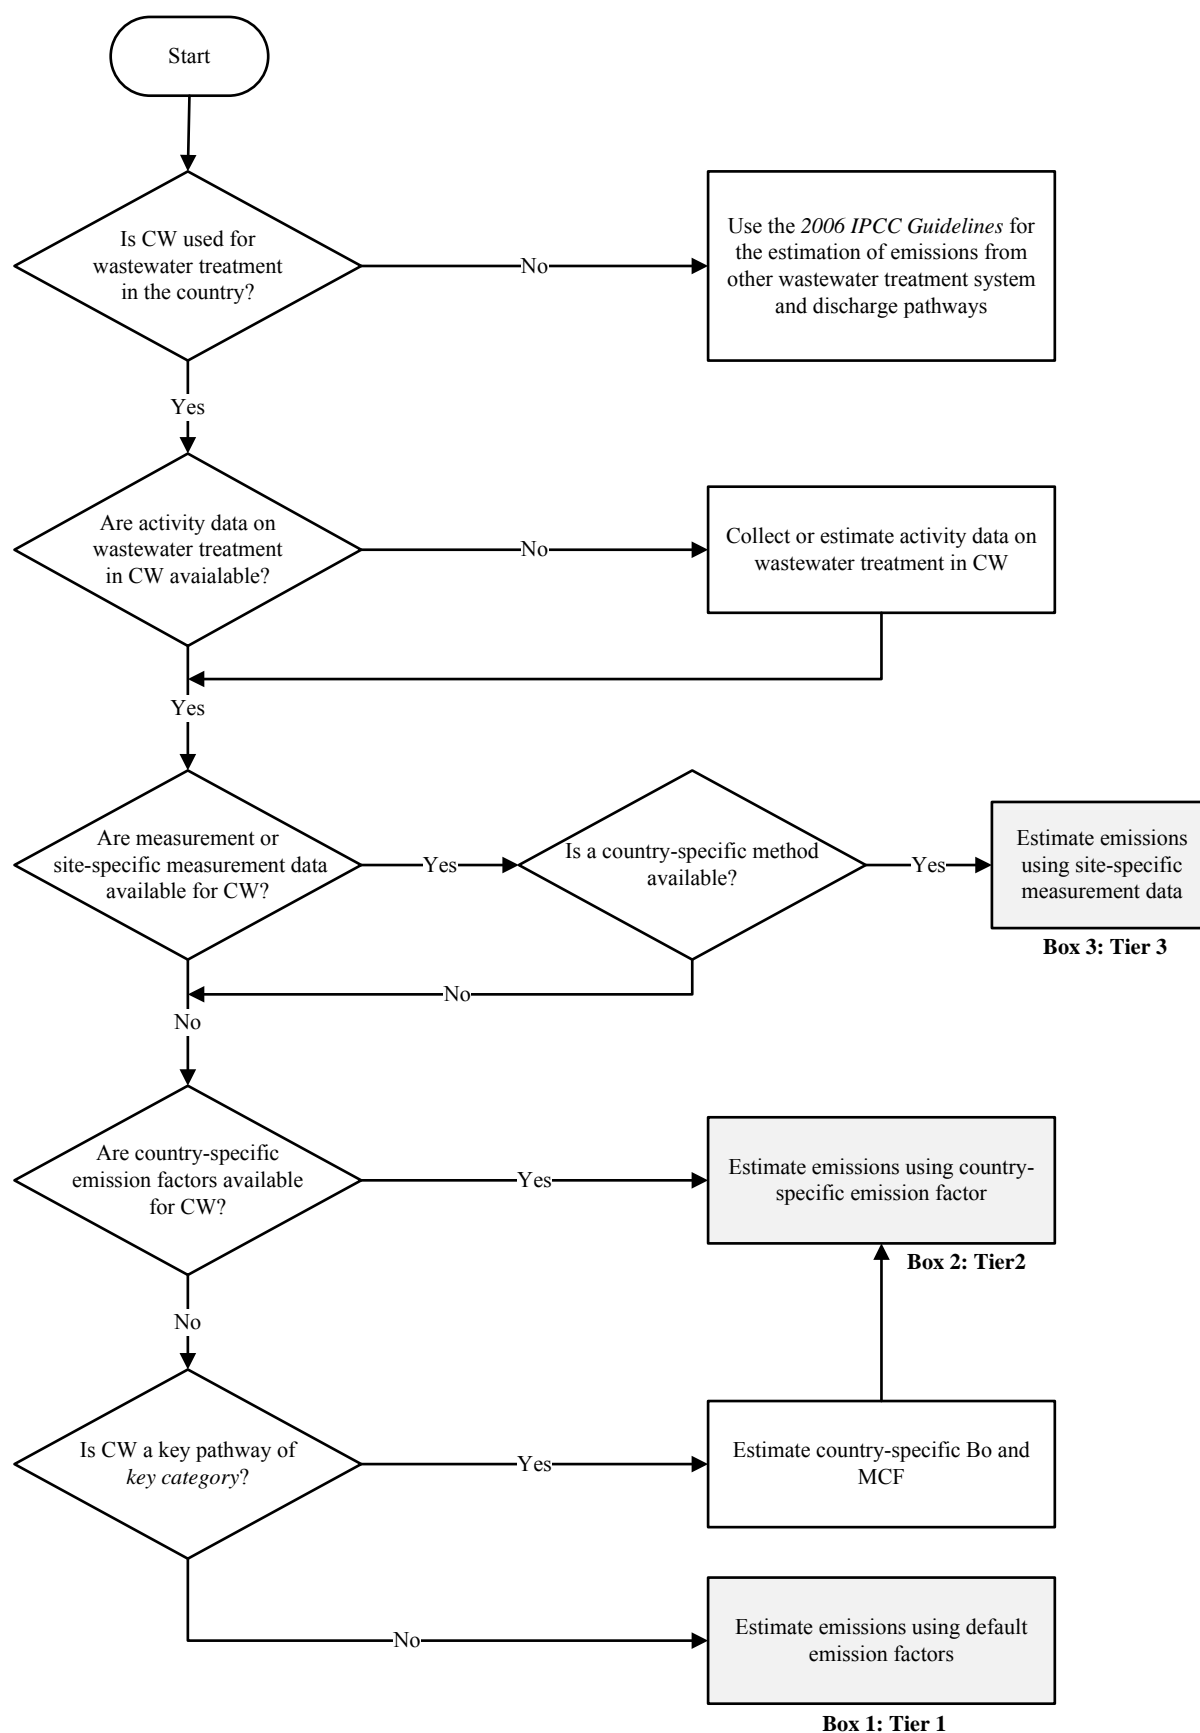 Start
Is CW used for
wastewater treatment
in the country?
No
Use the 2006 IPCC Guidelines for
the estimation of emissions from
other wastewater treatment system
and discharge pathways
Yes
Are activity data on
wastewater treatment
in CW avaialable?
No
Collect or estimate activity data on
wastewater treatment in CW
Yes
Are measurement or
site-specific measurement data
available for CW?
Yes
Is a country-specific method
available?
Yes
Estimate emissions
using site-specific
measurement data
Box 3: Tier 3
No
No
Are country-specific
emission factors available
for CW?
Yes
Estimate emissions using country-
specific emission factor
Box 2: Tier2
No
Is CW a key pathway of
key category?
Yes
Estimate country-specific Bo and
MCF
No
Estimate emissions using default
emission factors
Box 1: Tier 1